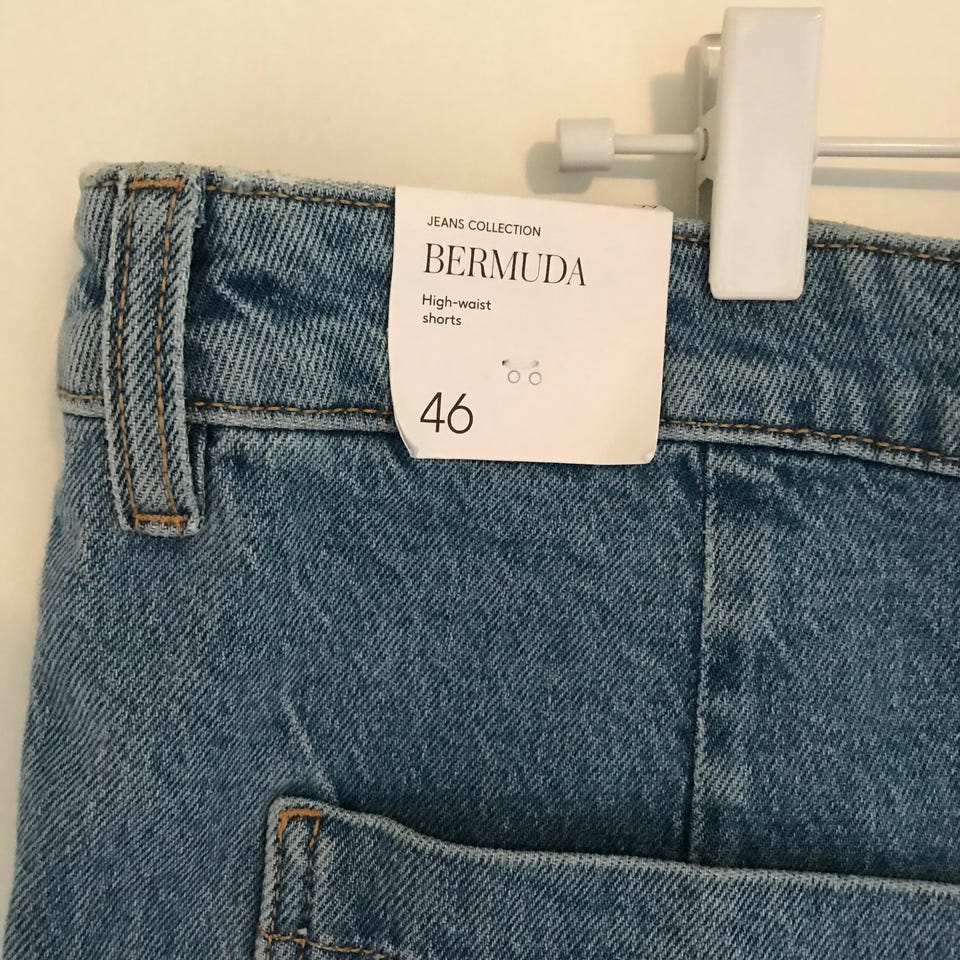 JEANS COLLECTION
BERMUDA
High-waist
shorts
46